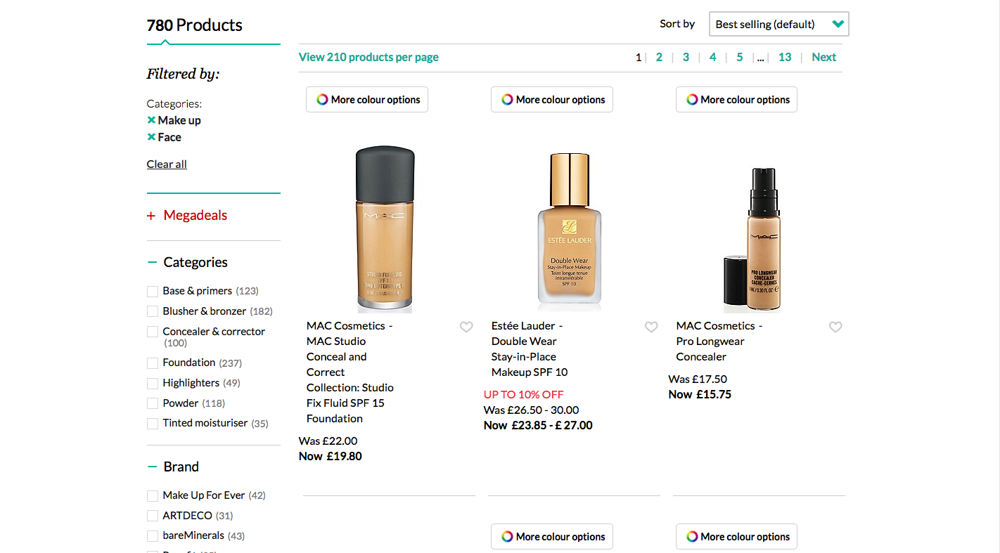 780 Products
Filtered by:
Categories:
Make up
Face
Clear all
+ Megadeals
Categories
Base & primers (123)
Blusher & bronzer (182)
Concealer & corrector
(100)
Foundation (237)
Highlighters (49)
Powder (118)
Tinted moisturiser (35)
Brand
Make Up For Ever (42)
ARTDECO (31)
bareMinerals (43)
Sort by
Best selling (default)
View 210 products per page
1 | 2 | 3 | 4 | 5 | ... | 13 | Next
More colour options
More colour options
More colour options
MAC
STUDIO FIX FLUID
SPF 15
MAC Cosmetics -
MAC Studio
Conceal and
Correct
Collection: Studio
Fix Fluid SPF 15
Foundation
Was £22.00
Now £19.80
ESTĒE LAUDER
Double Wear
Stay-in-Place Makeup
Teint longue tenue
intransférable
SPF 10
Estée Lauder -
Double Wear
Stay-in-Place
Makeup SPF 10
UP TO 10% OFF
Was £26.50 - 30.00
Now £23.85 - £ 27.00
MAC
PRO LONGWEAR
CONCEALER
CACHE-CERNES
9 ML / 0.30 FL OZ
MAC Cosmetics -
Pro Longwear
Concealer
Was £17.50
Now £15.75
More colour options
More colour options